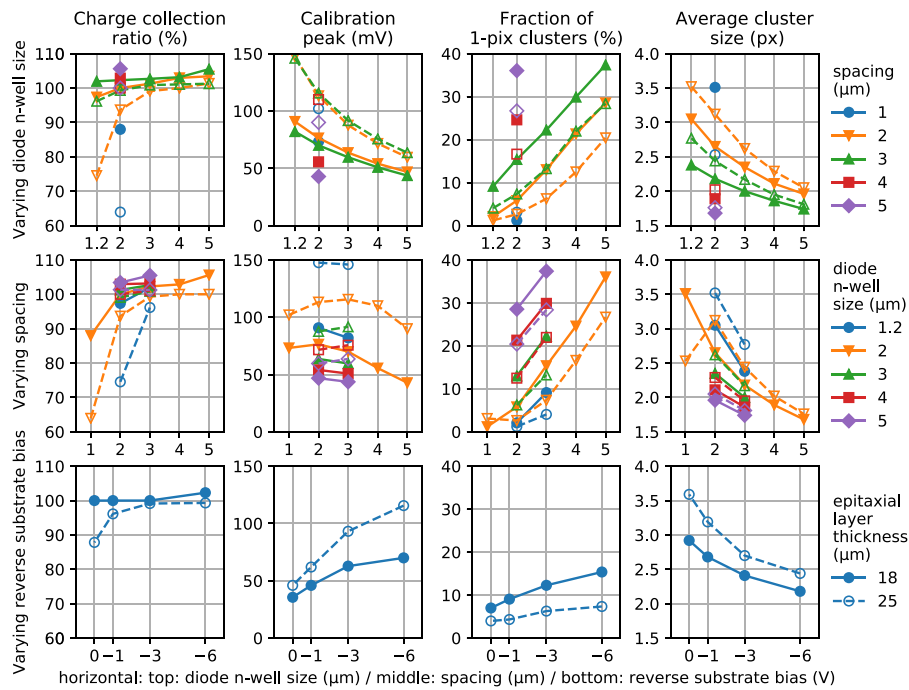 Charge collection
ratio (%)
Calibration
peak (mV)
Fraction of
1-pix clusters (%)
Average cluster
size (px)
Varying diode n-well size
110
100
90
80
70
60
1.2 2 3 4 5
150
100
50
0
1.2 2 3 4 5
40
30
20
10
0
1.2 2 3 4 5
4.0
3.5
3.0
2.5
2.0
1.5
1.2 2 3 4 5
spacing
(μm)
1
2
3
4
5
Varying spacing
110
100
90
80
70
60
1 2 3 4 5
150
100
50
0
1 2 3 4 5
40
30
20
10
0
1 2 3 4 5
4.0
3.5
3.0
2.5
2.0
1.5
1 2 3 4 5
diode
n-well
size (μm)
1.2
2
3
4
5
Varying reverse substrate bias
110
100
90
80
70
60
0 −1 −3 −6
150
100
50
0
0 −1 −3 −6
40
30
20
10
0
0 −1 −3 −6
4.0
3.5
3.0
2.5
2.0
1.5
0 −1 −3 −6
epitaxial
layer
thickness
(μm)
18
25
horizontal: top: diode n-well size (μm) / middle: spacing (μm) / bottom: reverse substrate bias (V)